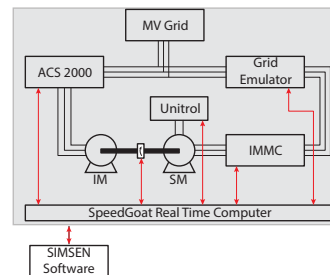 MV Grid
ACS 2000
Grid
Emulator
Unitrol
IMMC
IM
SM
SpeedGoat Real Time Computer
SIMSEN
Software